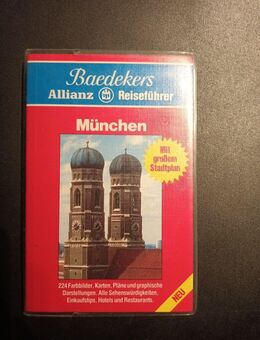 Baedekers
Allianz Reiseführer
München
Mit
großem
Stadtplan
224 Farbbilder, Karten, Pläne und graphische
Darstellungen. Alle Sehenswürdigkeiten,
Einkaufstips, Hotels und Restaurants.
NEU